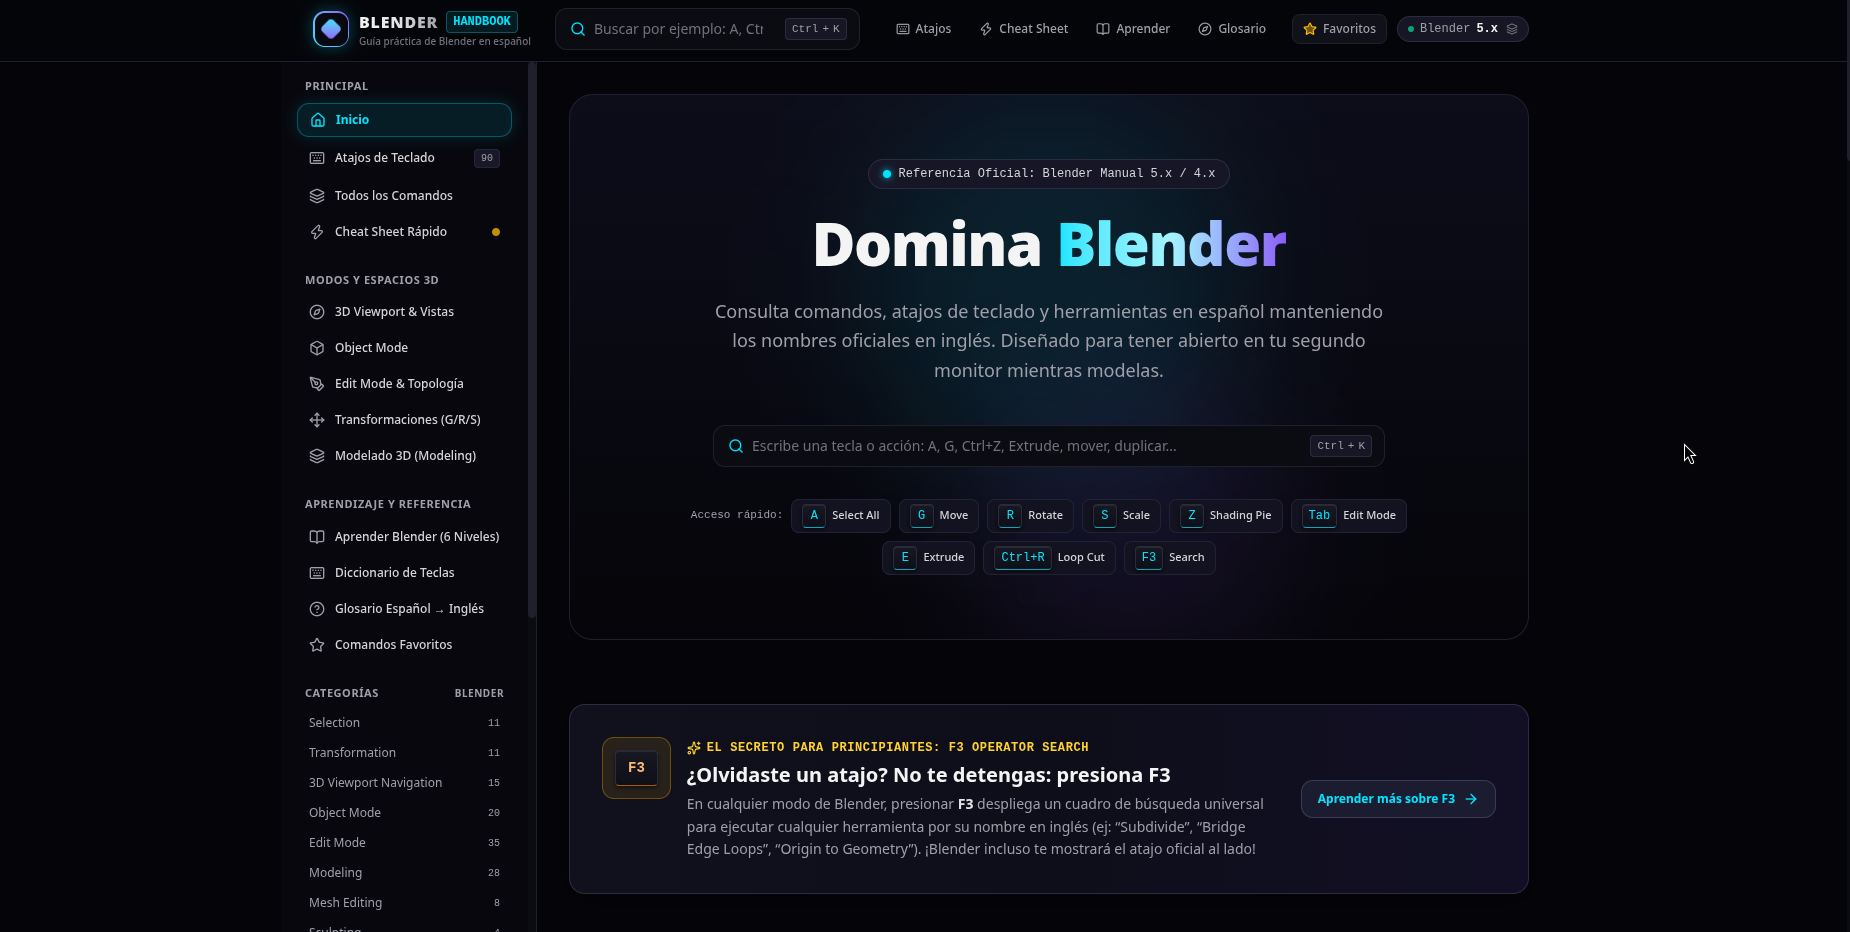 BLENDER HANDBOOK
Guía práctica de Blender en español
Buscar por ejemplo: A, Ctr
Ctrl + K
Atajos
Cheat Sheet
Aprender
Glosario
Favoritos
Blender 5.x
PRINCIPAL
Inicio
Atajos de Teclado 90
Todos los Comandos
Cheat Sheet Rápido
MODOS Y ESPACIOS 3D
3D Viewport & Vistas
Object Mode
Edit Mode & Topología
Transformaciones (G/R/S)
Modelado 3D (Modeling)
APRENDIZAJE Y REFERENCIA
Aprender Blender (6 Niveles)
Diccionario de Teclas
Glosario Español → Inglés
Comandos Favoritos
CATEGORÍAS BLENDER
Selection 11
Transformation 11
3D Viewport Navigation 15
Object Mode 20
Edit Mode 35
Modeling 28
Mesh Editing 8
Sculpting 4
Referencia Oficial: Blender Manual 5.x / 4.x
Domina Blender
Consulta comandos, atajos de teclado y herramientas en español manteniendo
los nombres oficiales en inglés. Diseñado para tener abierto en tu segundo
monitor mientras modelas.
Escribe una tecla o acción: A, G, Ctrl+Z, Extrude, mover, duplicar...
Ctrl + K
Acceso rápido: A Select All G Move R Rotate S Scale Z Shading Pie Tab Edit Mode
E Extrude Ctrl+R Loop Cut F3 Search
F3
EL SECRETO PARA PRINCIPIANTES: F3 OPERATOR SEARCH
¿Olvidaste un atajo? No te detengas: presiona F3
En cualquier modo de Blender, presionar F3 despliega un cuadro de búsqueda universal
para ejecutar cualquier herramienta por su nombre en inglés (ej: “Subdivide”, “Bridge
Edge Loops”, “Origin to Geometry”). ¡Blender incluso te mostrará el atajo oficial al lado!
Aprender más sobre F3 →